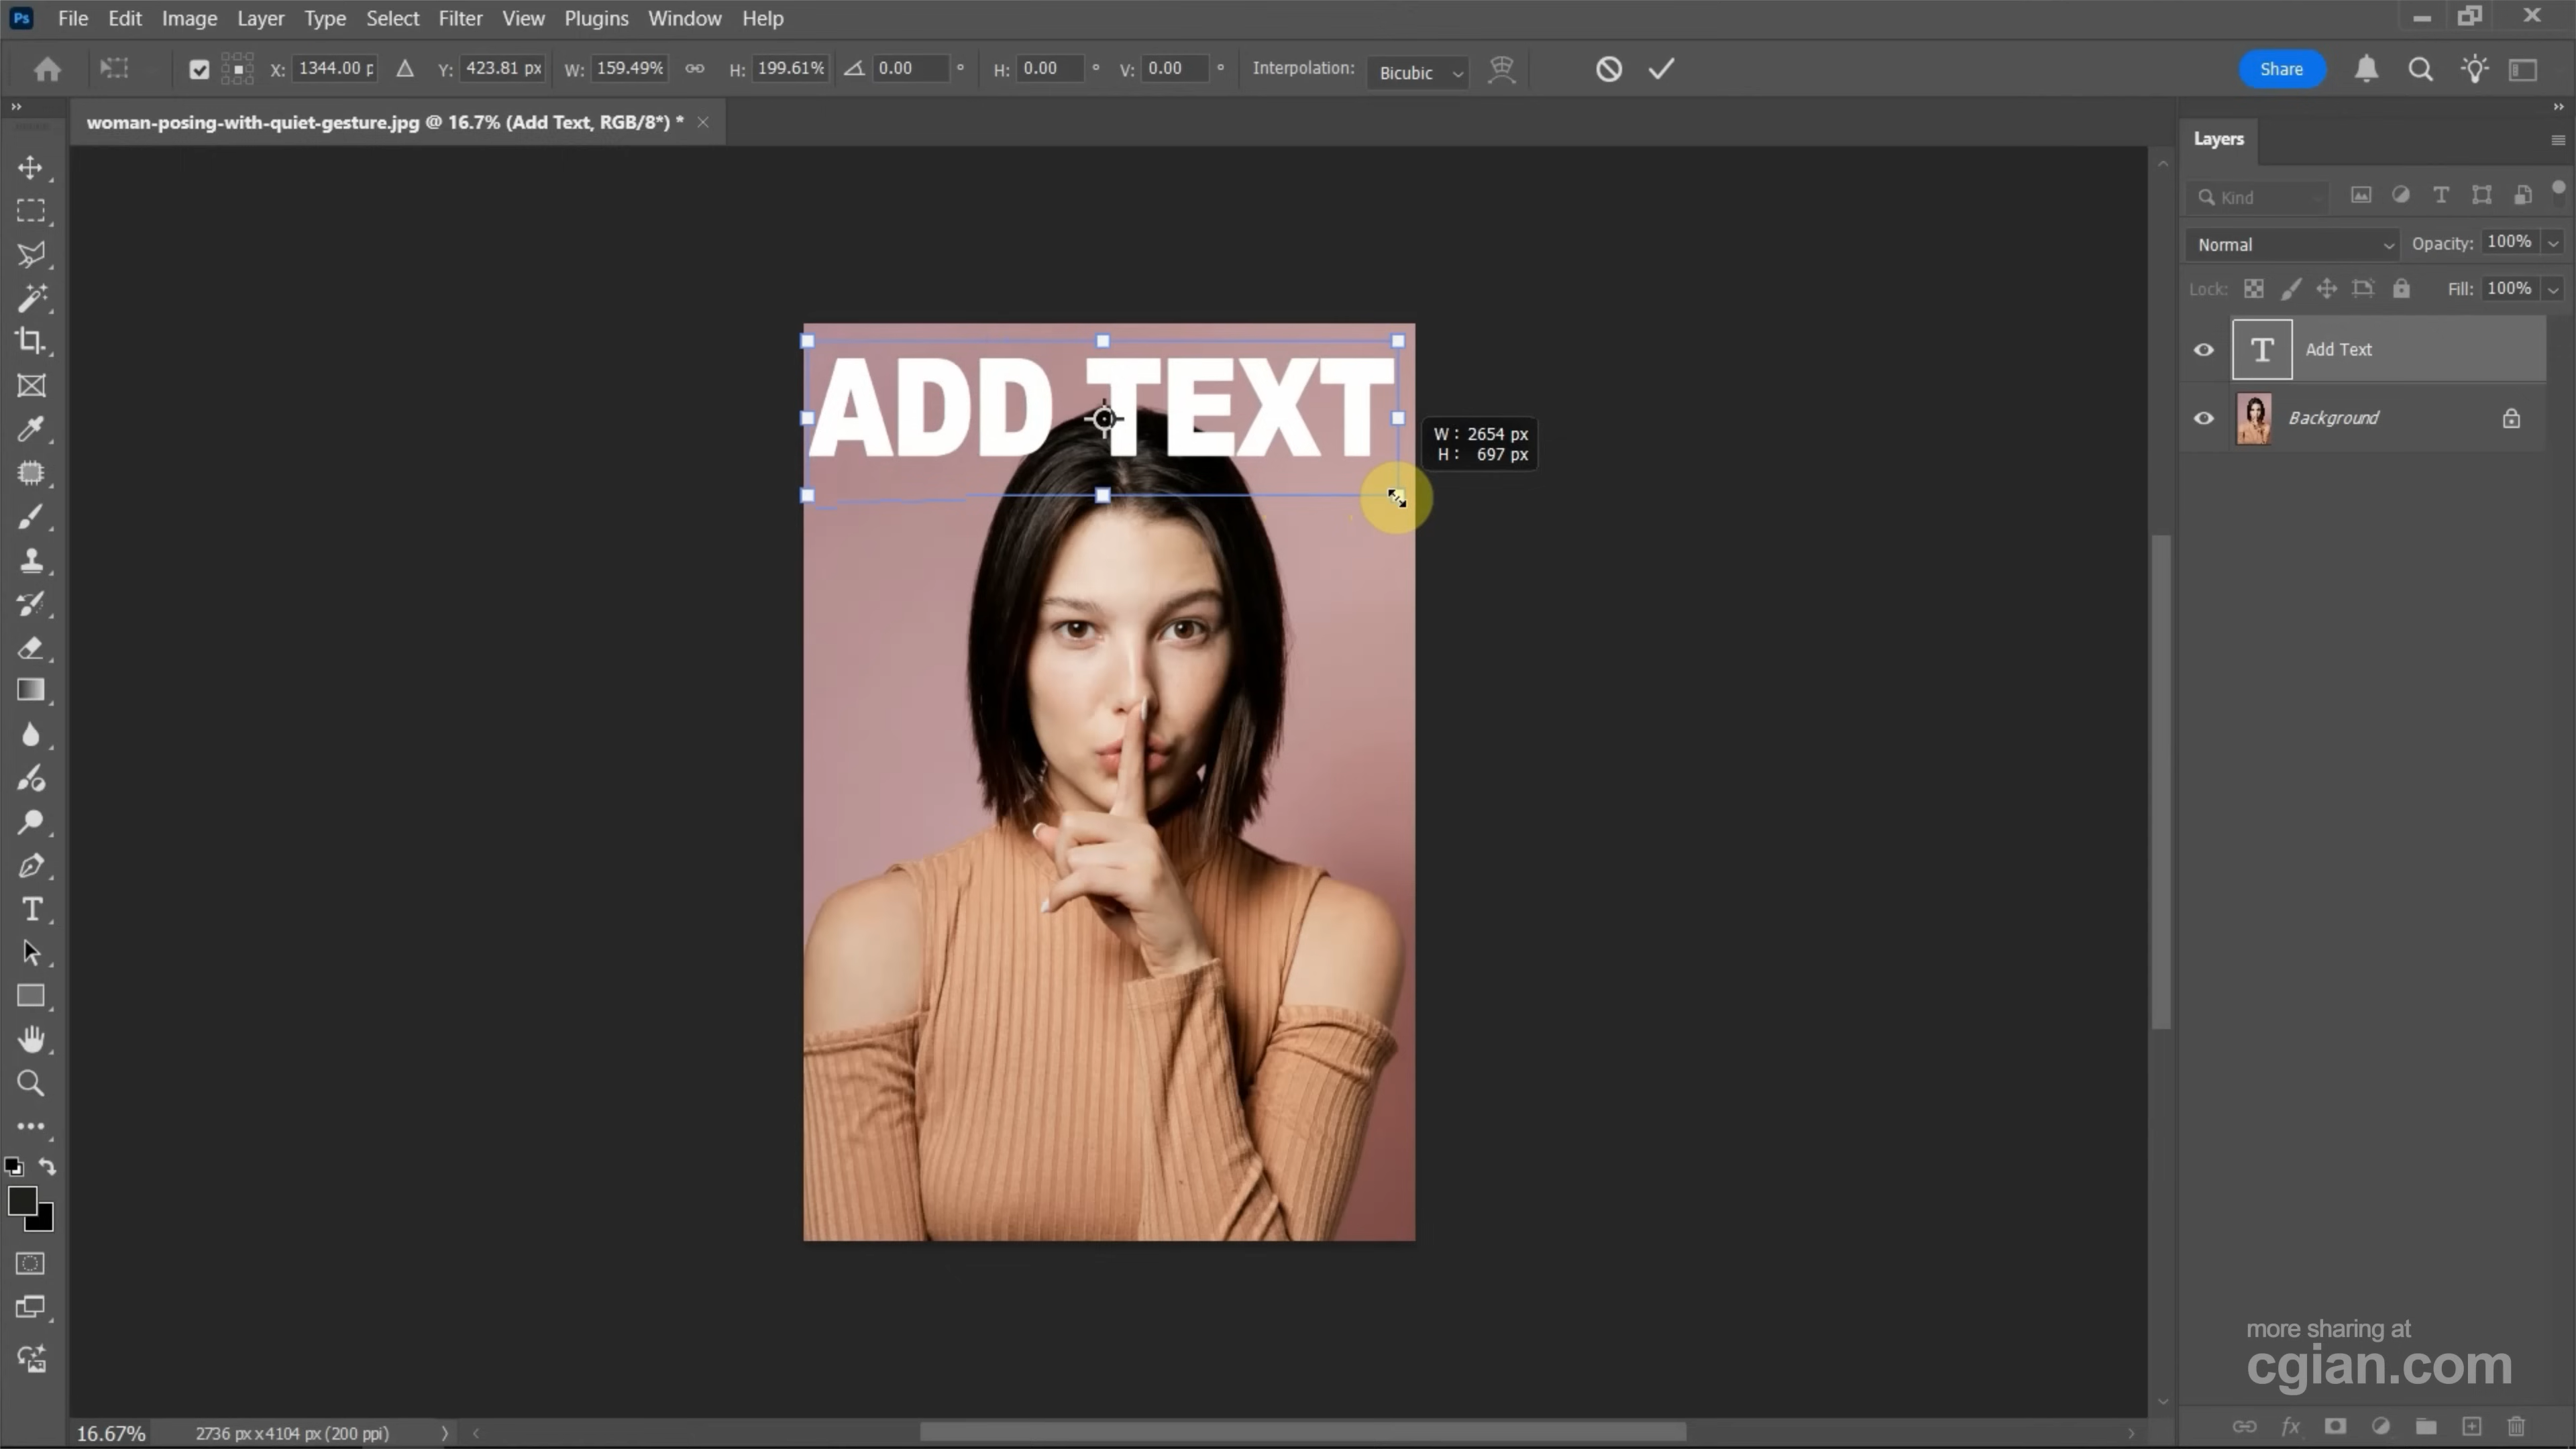 Ps File Edit Image Layer Type Select Filter View Plugins Window Help
X: 1344.00 p Y: 423.81 px W: 159.49% H: 199.61% 0.00 ° H: 0.00 ° V: 0.00 ° Interpolation: Bicubic Share
woman-posing-with-quiet-gesture.jpg @ 16.7% (Add Text, RGB/8*) * ×
Layers
Kind
Normal Opacity: 100%
Lock: Fill: 100%
Add Text
Background
ADD TEXT
W: 2654 px
H: 697 px
more sharing at
cgian.com
16.67% 2736 px x 4104 px (200 ppi)